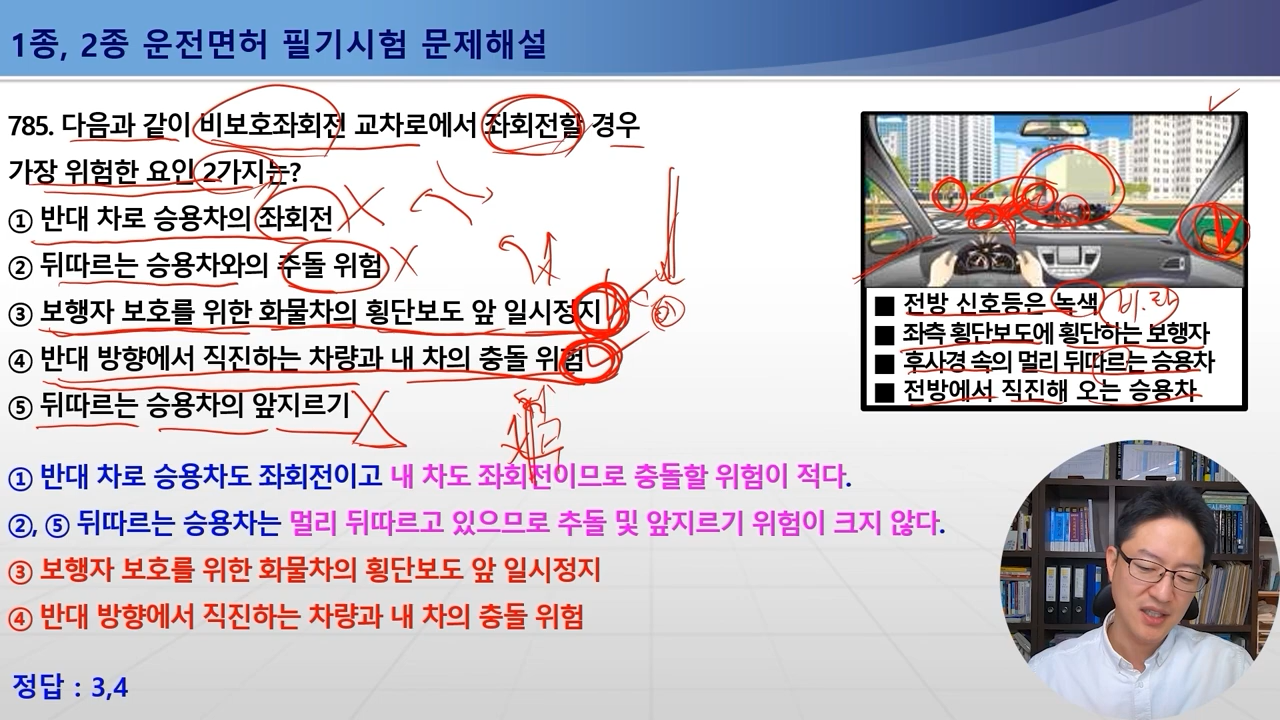 1종, 2종 운전면허 필기시험 문제해설
785. 다음과 같이 비보호좌회전 교차로에서 좌회전할 경우
가장 위험한 요인 2가지는?
① 반대 차로 승용차의 좌회전
② 뒤따르는 승용차와의 추돌 위험
③ 보행자 보호를 위한 화물차의 횡단보도 앞 일시정지
④ 반대 방향에서 직진하는 차량과 내 차의 충돌 위험
⑤ 뒤따르는 승용차의 앞지르기
■ 전방 신호등은 녹색
■ 좌측 횡단보도에 횡단하는 보행자
■ 후사경 속의 멀리 뒤따르는 승용차
■ 전방에서 직진해 오는 승용차
① 반대 차로 승용차도 좌회전이고 내 차도 좌회전이므로 충돌할 위험이 적다.
②, ⑤ 뒤따르는 승용차는 멀리 뒤따르고 있으므로 추돌 및 앞지르기 위험이 크지 않다.
③ 보행자 보호를 위한 화물차의 횡단보도 앞 일시정지
④ 반대 방향에서 직진하는 차량과 내 차의 충돌 위험
정답 : 3,4